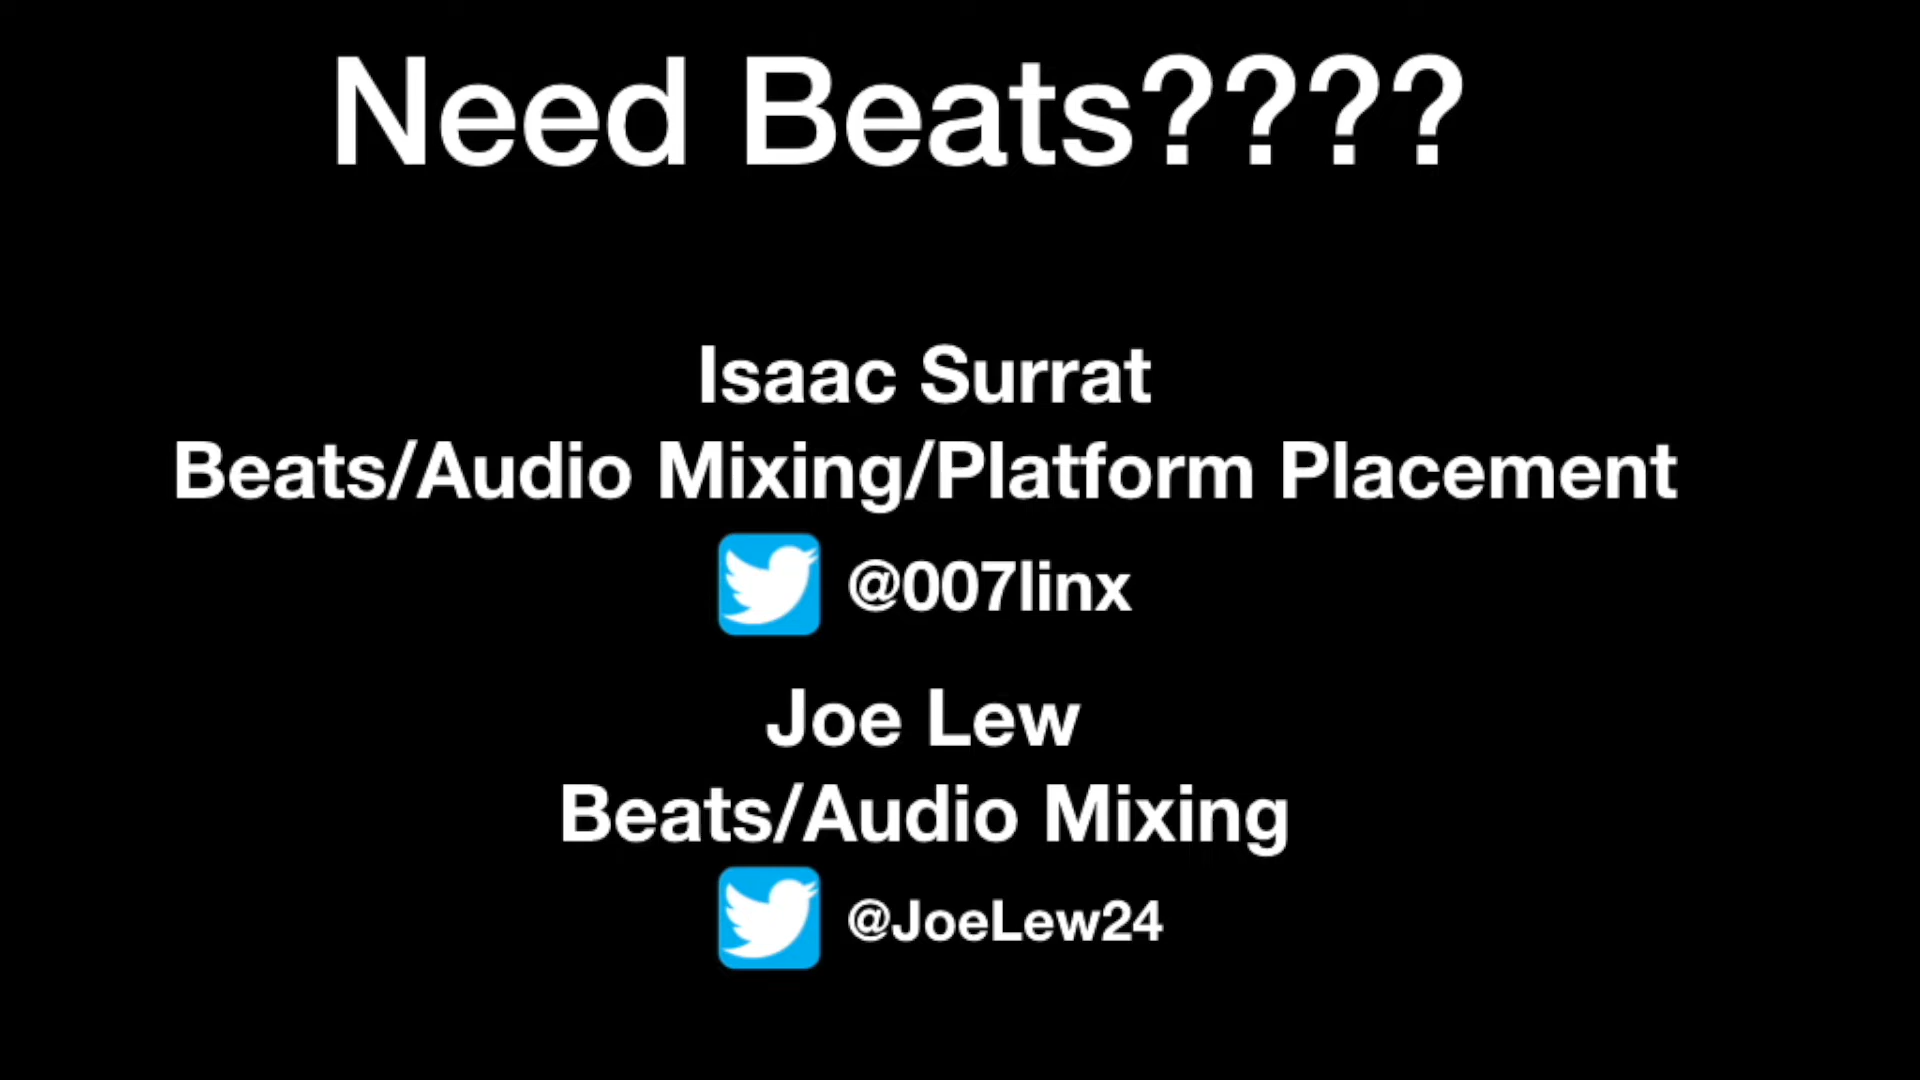 Need Beats????
Isaac Surrat
Beats/Audio Mixing/Platform Placement
@007linx
Joe Lew
Beats/Audio Mixing
@JoeLew24